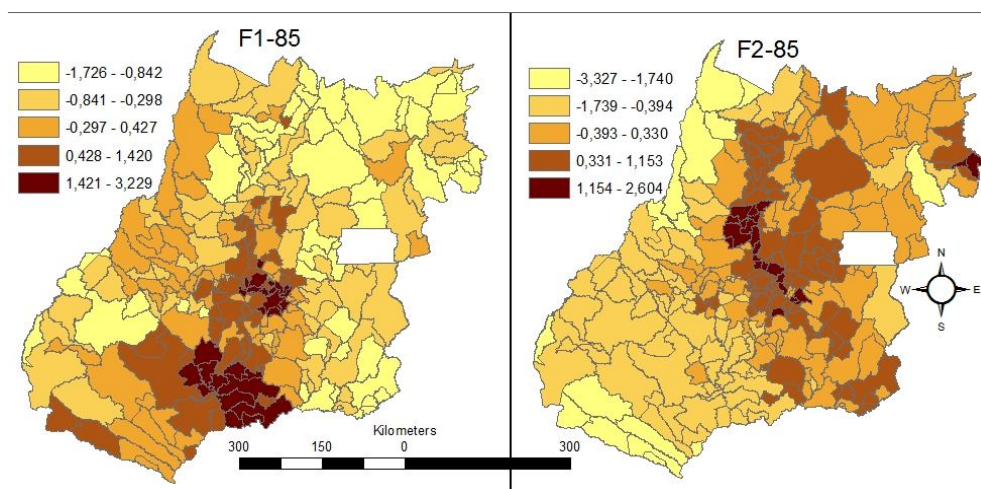 F1-85
-1,726 - -0,842
-0,841 - -0,298
-0,297 - 0,427
0,428 - 1,420
1,421 - 3,229
F2-85
-3,327 - -1,740
-1,739 - -0,394
-0,393 - 0,330
0,331 - 1,153
1,154 - 2,604
N
W E
S
Kilometers
300 150 0 300